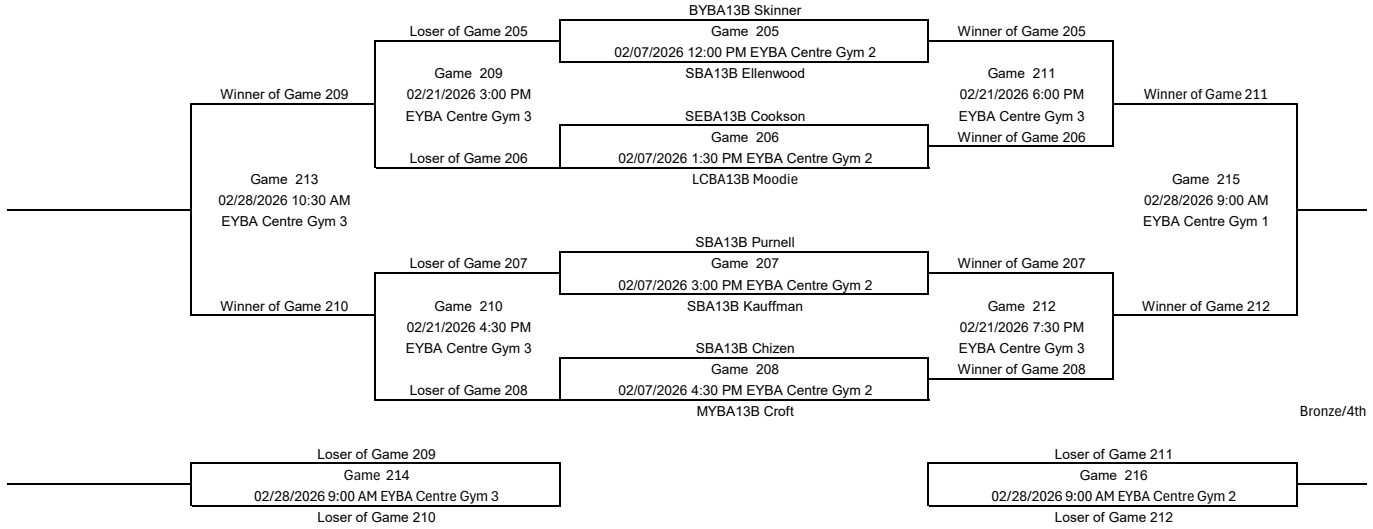 BYBA13B Skinner
Loser of Game 205
Game 205
Winner of Game 205
02/07/2026 12:00 PM EYBA Centre Gym 2
Game 209
SBA13B Ellenwood
Game 211
Winner of Game 209
02/21/2026 3:00 PM
02/21/2026 6:00 PM
Winner of Game 211
EYBA Centre Gym 3
SEBA13B Cookson
EYBA Centre Gym 3
Game 206
Winner of Game 206
Loser of Game 206
02/07/2026 1:30 PM EYBA Centre Gym 2
Game 213
LCBA13B Moodie
Game 215
02/28/2026 10:30 AM
02/28/2026 9:00 AM
EYBA Centre Gym 3
EYBA Centre Gym 1
SBA13B Purnell
Loser of Game 207
Game 207
Winner of Game 207
02/07/2026 3:00 PM EYBA Centre Gym 2
Winner of Game 210
Game 210
SBA13B Kauffman
Game 212
Winner of Game 212
02/21/2026 4:30 PM
02/21/2026 7:30 PM
EYBA Centre Gym 3
SBA13B Chizen
EYBA Centre Gym 3
Game 208
Winner of Game 208
Loser of Game 208
02/07/2026 4:30 PM EYBA Centre Gym 2
MYBA13B Croft
Bronze/4th
Loser of Game 209
Loser of Game 211
Game 214
Game 216
02/28/2026 9:00 AM EYBA Centre Gym 3
02/28/2026 9:00 AM EYBA Centre Gym 2
Loser of Game 210
Loser of Game 212